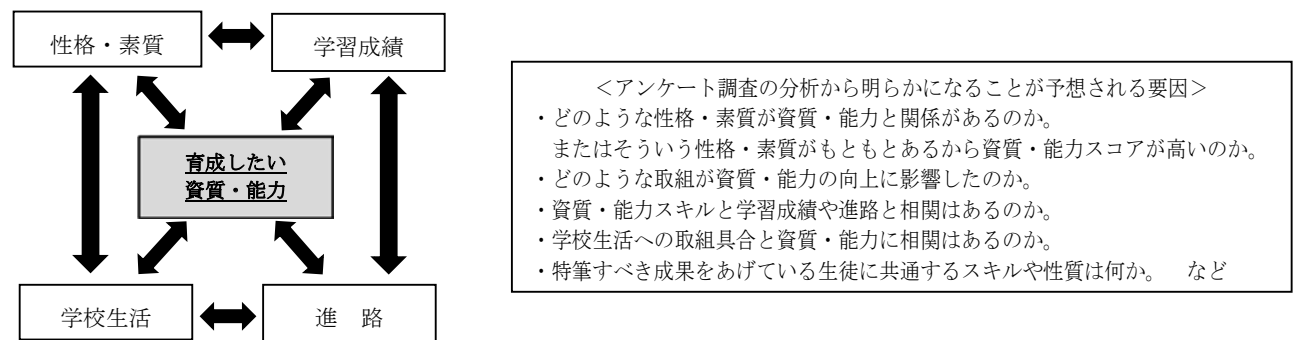 性格・素質
学習成績
育成したい
資質・能力
学校生活
進　路
＜アンケート調査の分析から明らかになることが予想される要因＞
・どのような性格・素質が資質・能力と関係があるのか。
またはそういう性格・素質がもともとあるから資質・能力スコアが高いのか。
・どのような取組が資質・能力の向上に影響したのか。
・資質・能力スキルと学習成績や進路と相関はあるのか。
・学校生活への取組具合と資質・能力に相関はあるのか。
・特筆すべき成果をあげている生徒に共通するスキルや性質は何か。　など